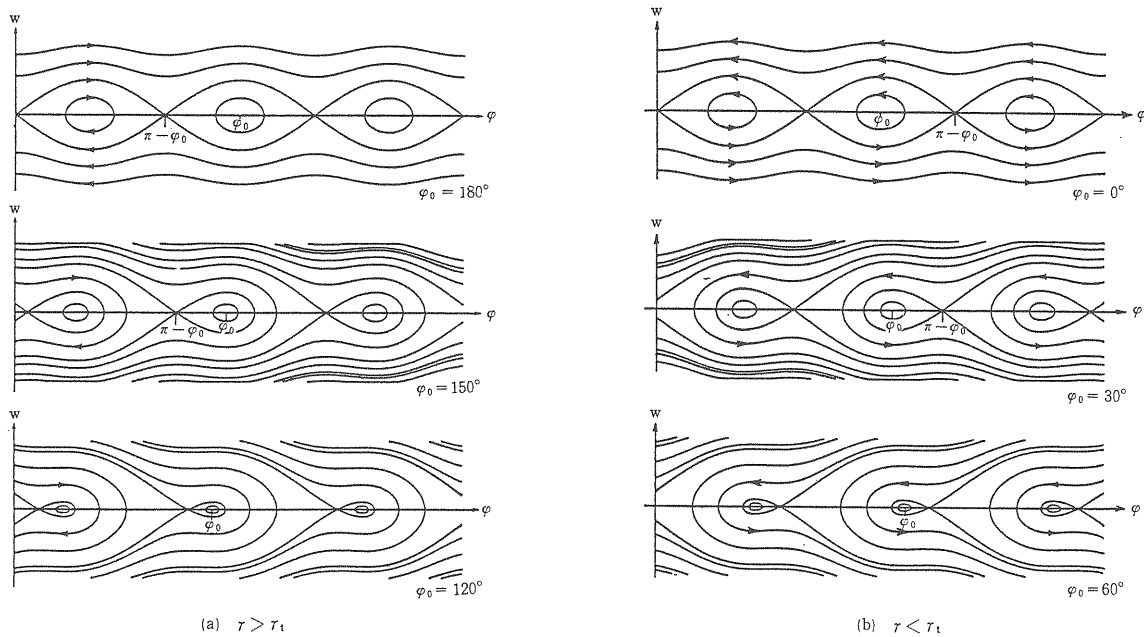 w
φ₀
π − φ₀
φ
φ₀ = 180°
w
π − φ₀
φ₀
φ
φ₀ = 150°
w
φ₀
φ
φ₀ = 120°
(a) γ > γₜ
w
φ₀
π − φ₀
φ
φ₀ = 0°
w
φ₀
π − φ₀
φ
φ₀ = 30°
w
φ₀
φ
φ₀ = 60°
(b) γ < γₜ